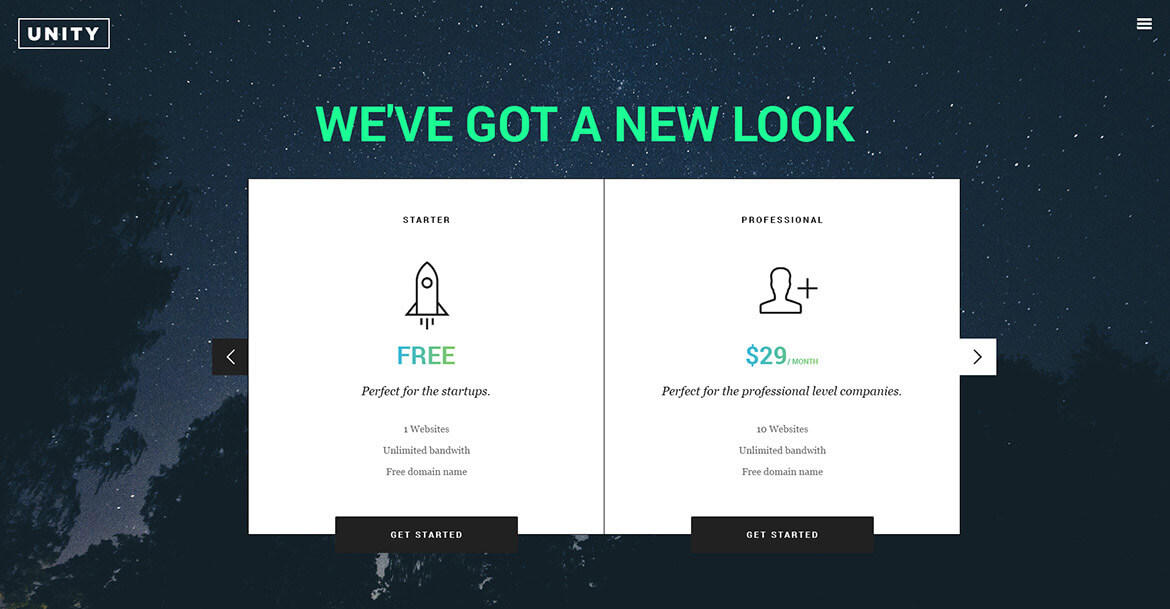 UNITY
WE'VE GOT A NEW LOOK
STARTER
FREE
Perfect for the startups.
1 Websites
Unlimited bandwith
Free domain name
GET STARTED
PROFESSIONAL
$29/ MONTH
Perfect for the professional level companies.
10 Websites
Unlimited bandwith
Free domain name
GET STARTED